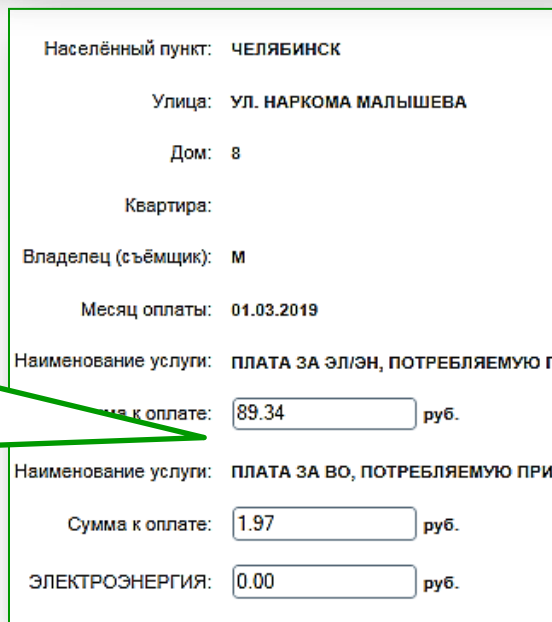 Населённый пункт: ЧЕЛЯБИНСК
Улица: УЛ. НАРКОМА МАЛЫШЕВА
Дом: 8
Квартира:
Владелец (съёмщик): М
Месяц оплаты: 01.03.2019
Наименование услуги: ПЛАТА ЗА ЭЛ/ЭН, ПОТРЕБЛЯЕМУЮ
к оплате: 89.34 руб.
Наименование услуги: ПЛАТА ЗА ВО, ПОТРЕБЛЯЕМУЮ ПРИ
Сумма к оплате: 1.97 руб.
ЭЛЕКТРОЭНЕРГИЯ: 0.00 руб.